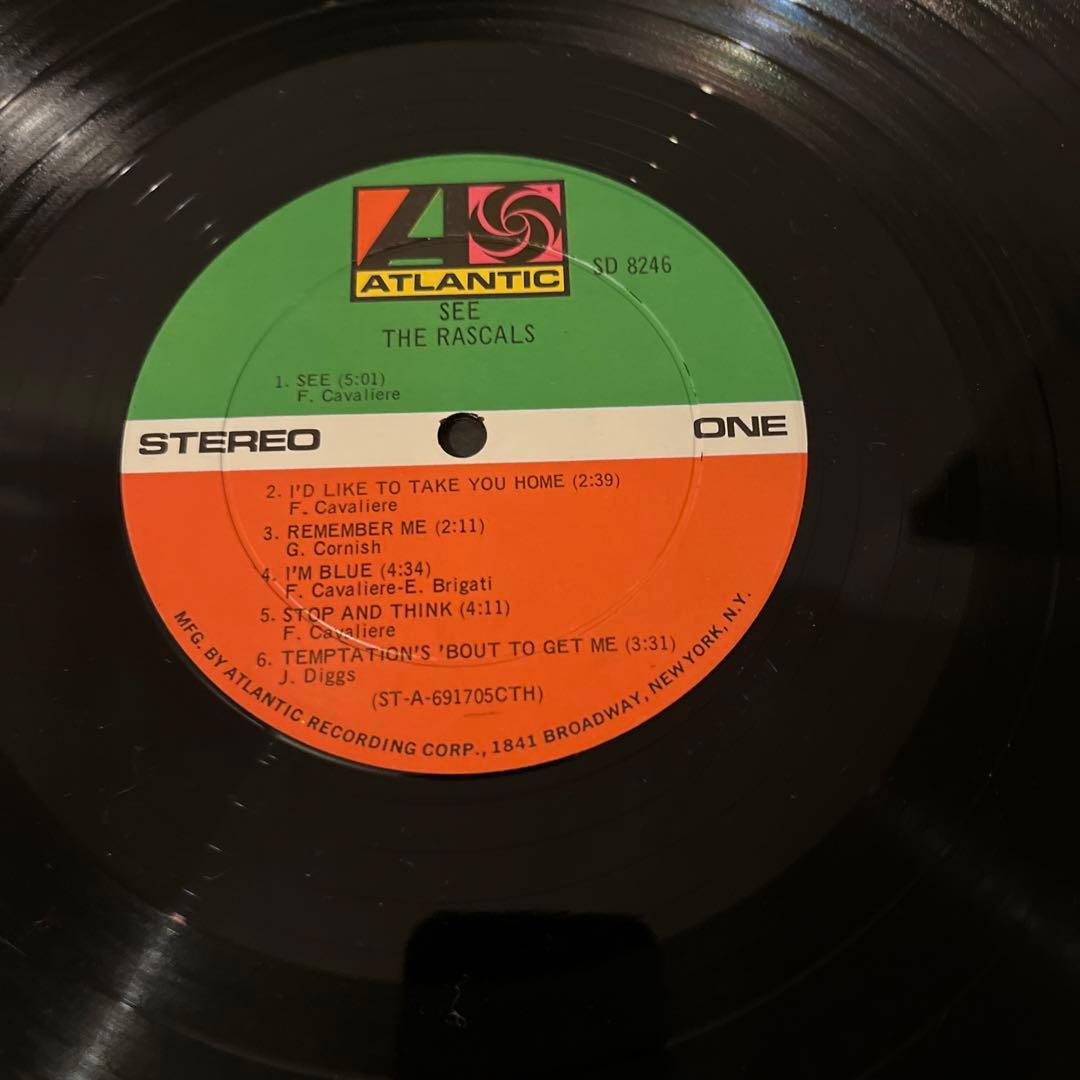 ATLANTIC
SD 8246
SEE
THE RASCALS
1. SEE (5:01)
F. Cavaliere
STEREO
ONE
2. I'D LIKE TO TAKE YOU HOME (2:39)
F. Cavaliere
3. REMEMBER ME (2:11)
G. Cornish
4. I'M BLUE (4:34)
F. Cavaliere-E. Brigati
5. STOP AND THINK (4:11)
F. Cavaliere
6. TEMPTATION'S 'BOUT TO GET ME (3:31)
J. Diggs
(ST-A-691705CTH)
MFG. BY ATLANTIC RECORDING CORP., 1841 BROADWAY, NEW YORK, N.Y.